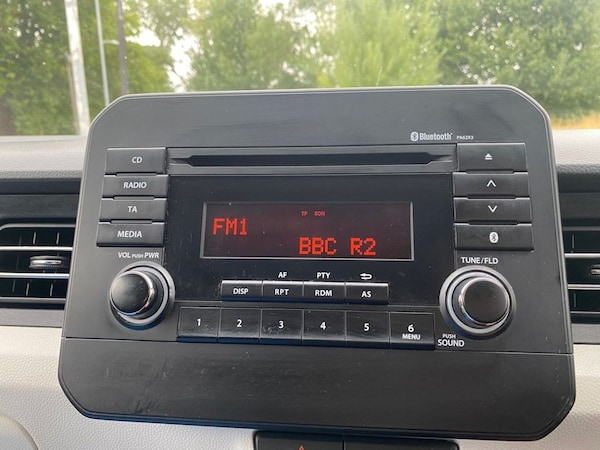 Bluetooth PA62R3
CD
RADIO
TA
MEDIA
VOL PUSH PWR
TP EON
FM1
BBC R2
TUNE/FLD
AF PTY
DISP RPT RDM AS
1 2 3 4 5 6
MENU
PUSH
SOUND